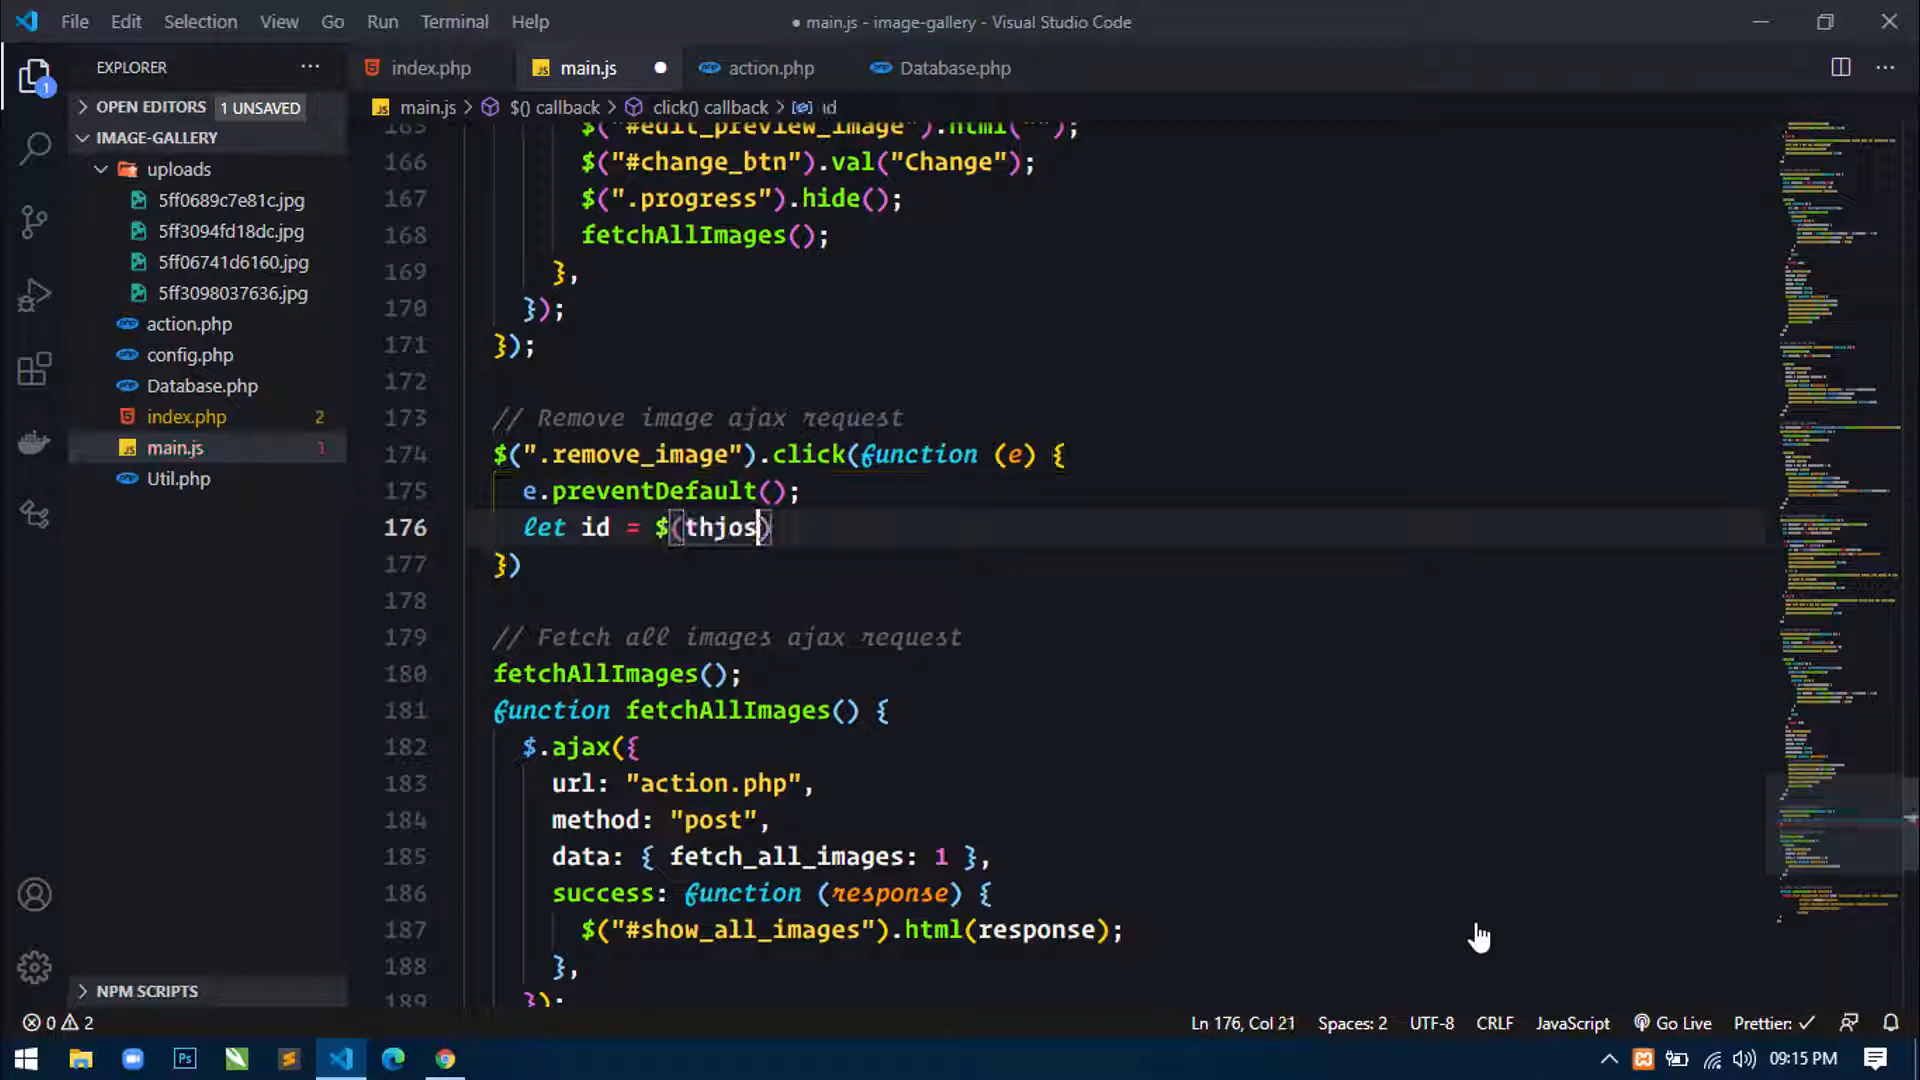 File Edit Selection View Go Run Terminal Help
● main.js - image-gallery - Visual Studio Code
EXPLORER
index.php
main.js
action.php
Database.php
1
OPEN EDITORS 1 UNSAVED
main.js > $() callback > click() callback > id
IMAGE-GALLERY
uploads
5ff0689c7e81c.jpg
5ff3094fd18dc.jpg
5ff06741d6160.jpg
5ff3098037636.jpg
action.php
config.php
Database.php
index.php 2
main.js 1
Util.php
NPM SCRIPTS
165 $("#edit_preview_image").html("");
166 $("#change_btn").val("Change");
167 $(".progress").hide();
168 fetchAllImages();
169 },
170 });
171 });
172
173 // Remove image ajax request
174 $(".remove_image").click(function (e) {
175 e.preventDefault();
176 let id = $(thjos)
177 })
178
179 // Fetch all images ajax request
180 fetchAllImages();
181 function fetchAllImages() {
182 $.ajax({
183 url: "action.php",
184 method: "post",
185 data: { fetch_all_images: 1 },
186 success: function (response) {
187 $("#show_all_images").html(response);
188 },
189 });
0 2
Ln 176, Col 21 Spaces: 2 UTF-8 CRLF JavaScript Go Live Prettier: ✓
Ps
09:15 PM